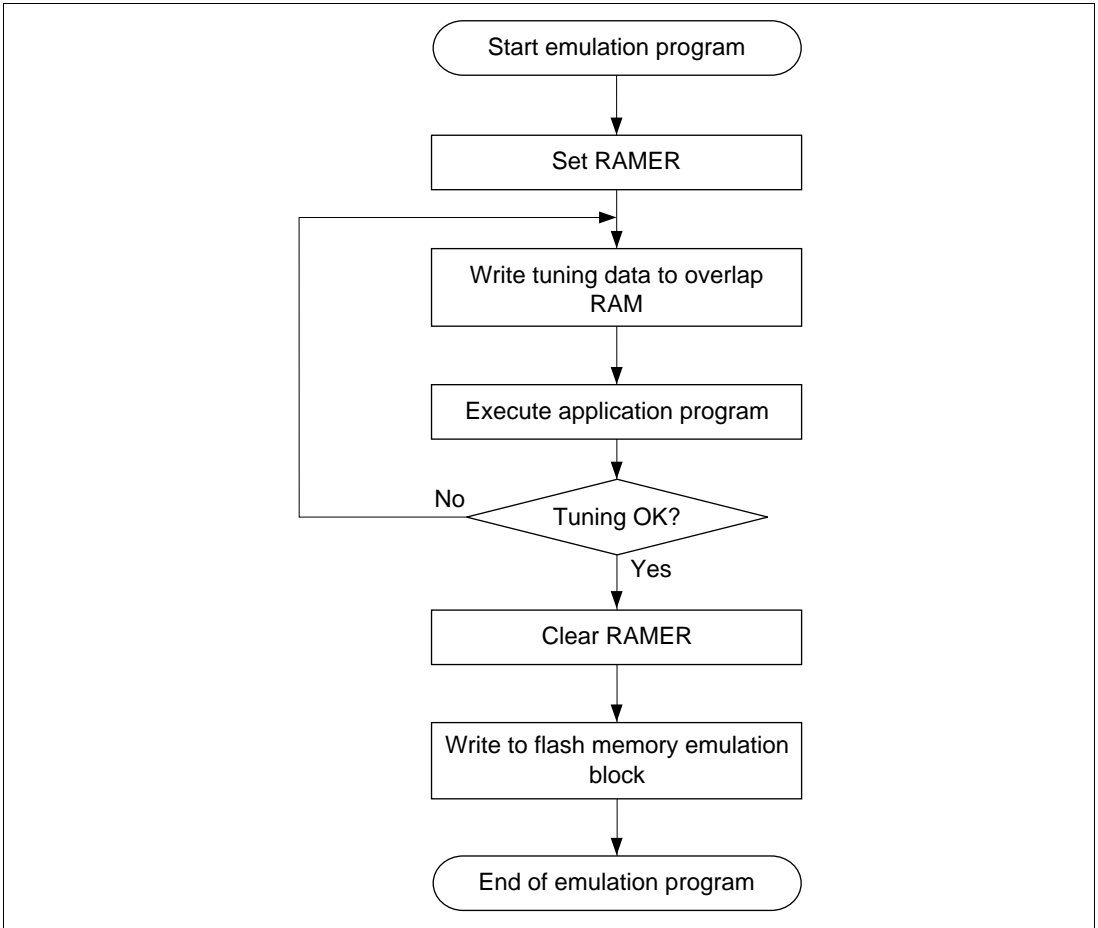 Start emulation program
Set RAMER
Write tuning data to overlap
RAM
Execute application program
No
Tuning OK?
Yes
Clear RAMER
Write to flash memory emulation
block
End of emulation program